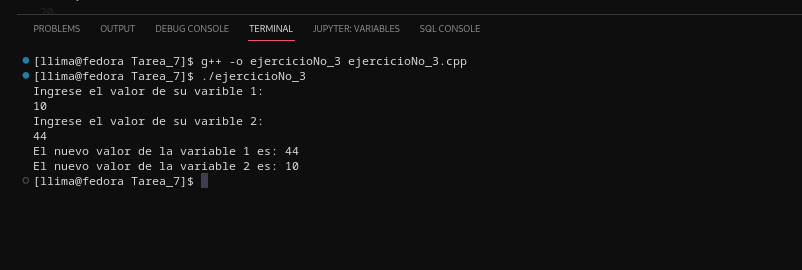 20
PROBLEMS OUTPUT DEBUG CONSOLE TERMINAL JUPYTER: VARIABLES SQL CONSOLE
[llima@fedora Tarea_7]$ g++ -o ejercicioNo_3 ejercicioNo_3.cpp
[llima@fedora Tarea_7]$ ./ejercicioNo_3
Ingrese el valor de su varible 1:
10
Ingrese el valor de su varible 2:
44
El nuevo valor de la variable 1 es: 44
El nuevo valor de la variable 2 es: 10
[llima@fedora Tarea_7]$